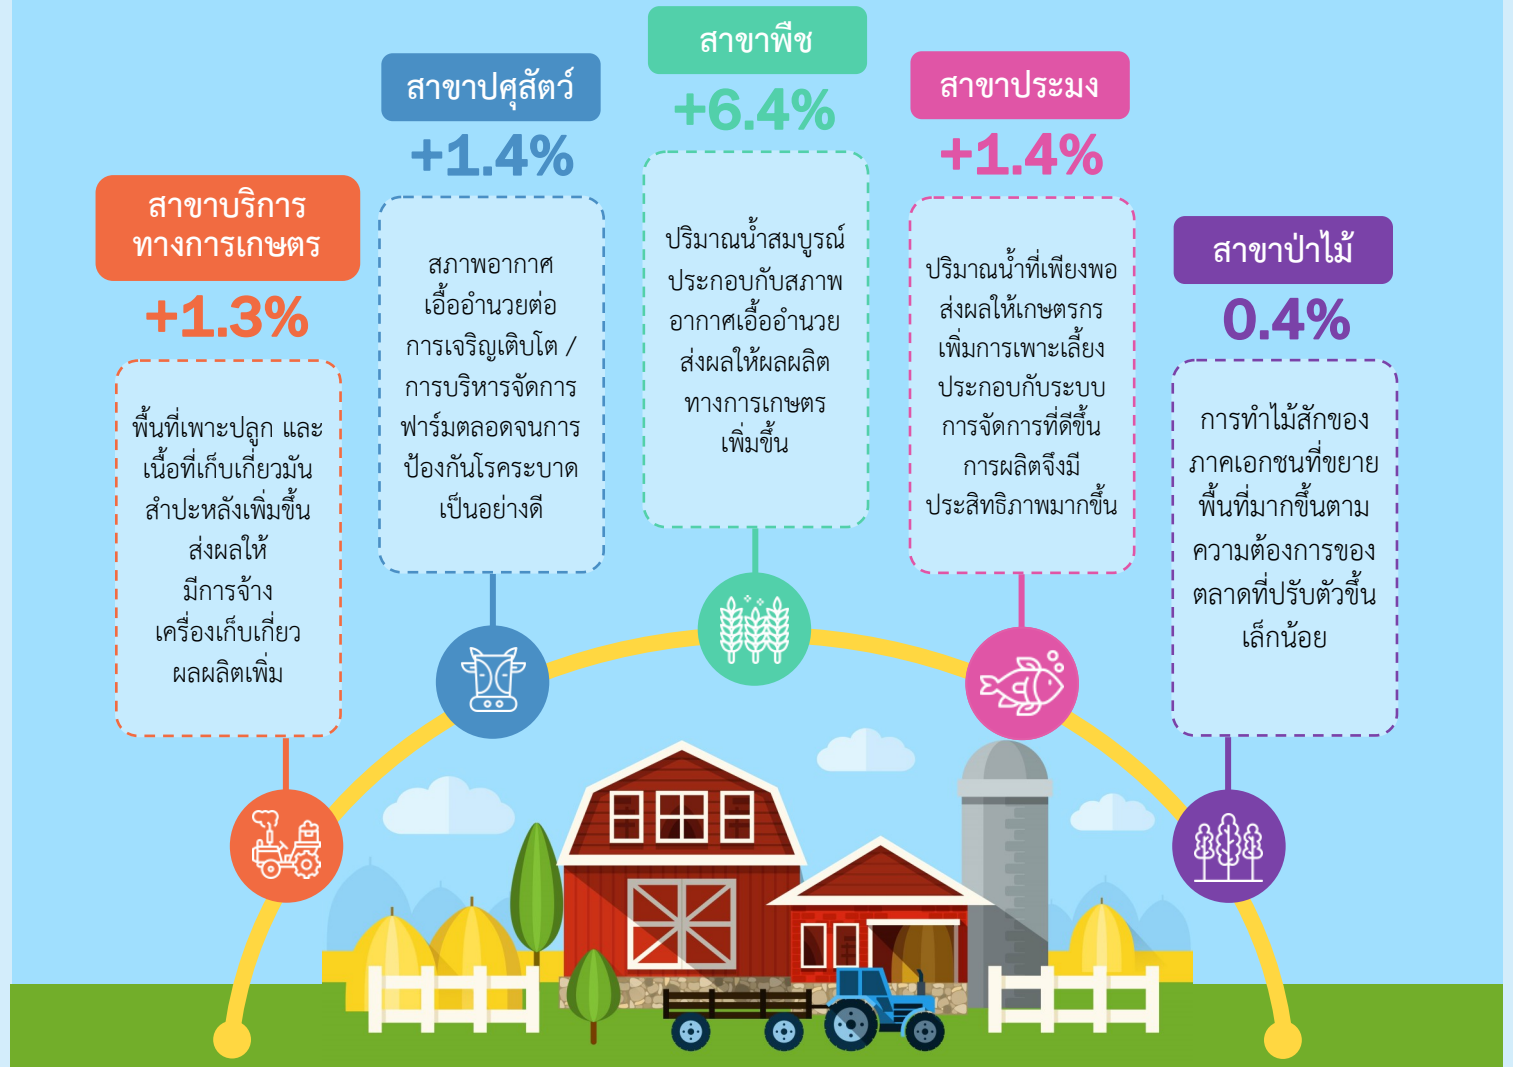 สาขาบริการ
ทางการเกษตร
+1.3%
พื้นที่เพาะปลูก และ
เนื้อที่เก็บเกี่ยวมัน
สำปะหลังเพิ่มขึ้น
ส่งผลให้
มีการจ้าง
เครื่องเก็บเกี่ยว
ผลผลิตเพิ่ม
สาขาปศุสัตว์
+1.4%
สภาพอากาศ
เอื้ออำนวยต่อ
การเจริญเติบโต /
การบริหารจัดการ
ฟาร์มตลอดจนการ
ป้องกันโรคระบาด
เป็นอย่างดี
สาขาพืช
+6.4%
ปริมาณน้ำสมบูรณ์
ประกอบกับสภาพ
อากาศเอื้ออำนวย
ส่งผลให้ผลผลิต
ทางการเกษตร
เพิ่มขึ้น
สาขาประมง
+1.4%
ปริมาณน้ำที่เพียงพอ
ส่งผลให้เกษตรกร
เพิ่มการเพาะเลี้ยง
ประกอบกับระบบ
การจัดการที่ดีขึ้น
การผลิตจึงมี
ประสิทธิภาพมากขึ้น
สาขาป่าไม้
0.4%
การทำไม้สักของ
ภาคเอกชนที่ขยาย
พื้นที่มากขึ้นตาม
ความต้องการของ
ตลาดที่ปรับตัวขึ้น
เล็กน้อย